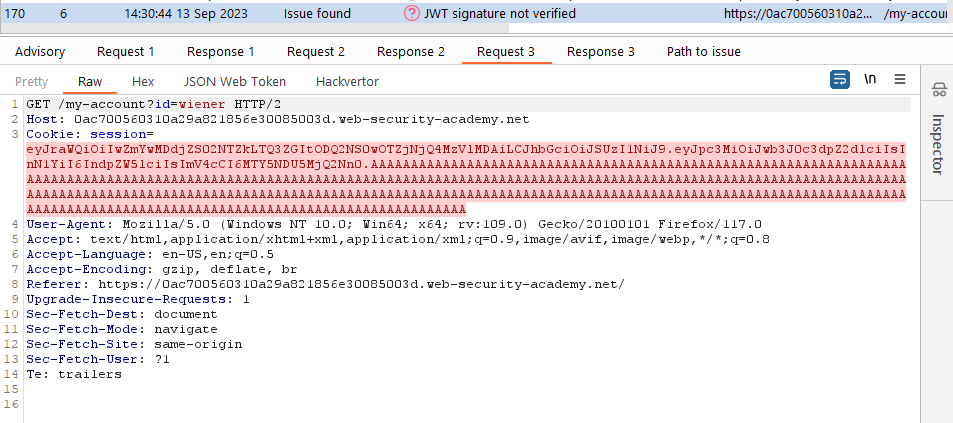 170 6 14:30:44 13 Sep 2023 Issue found ? JWT signature not verified https://0ac700560310a2... /my-accou
Advisory Request 1 Response 1 Request 2 Response 2 Request 3 Response 3 Path to issue
Pretty Raw Hex JSON Web Token Hackvertor \n
Inspector
1 GET /my-account?id=wiener HTTP/2
2 Host: 0ac700560310a29a821856e30085003d.web-security-academy.net
3 Cookie: session=
eyJraWQiOiIwZmYwMDdjZS02NTZkLTQ3ZGItODQ2NS0wOTZjNjQ4MzVlMDAiLCJhbGciOiJSUzI1NiJ9.eyJpc3MiOiJwb3J0c3dpZ2dlciIsI
nN1YiI6IndpZW5lciIsImV4cCI6MTY5NDU5MjQ2Nn0.AAAAAAAAAAAAAAAAAAAAAAAAAAAAAAAAAAAAAAAAAAAAAAAAAAAAAAAAAAAAAAAAAAA
AAAAAAAAAAAAAAAAAAAAAAAAAAAAAAAAAAAAAAAAAAAAAAAAAAAAAAAAAAAAAAAAAAAAAAAAAAAAAAAAAAAAAAAAAAAAAAAAAAAAAAAAAAAAAA
AAAAAAAAAAAAAAAAAAAAAAAAAAAAAAAAAAAAAAAAAAAAAAAAAAAAAAAAAAAAAAAAAAAAAAAAAAAAAAAAAAAAAAAAAAAAAAAAAAAAAAAAAAAAAA
AAAAAAAAAAAAAAAAAAAAAAAAAAAAAAAAAAAAAAAAAAAAAAAAAAAAAAA
4 User-Agent: Mozilla/5.0 (Windows NT 10.0; Win64; x64; rv:109.0) Gecko/20100101 Firefox/117.0
5 Accept: text/html,application/xhtml+xml,application/xml;q=0.9,image/avif,image/webp,*/*;q=0.8
6 Accept-Language: en-US,en;q=0.5
7 Accept-Encoding: gzip, deflate, br
8 Referer: https://0ac700560310a29a821856e30085003d.web-security-academy.net/
9 Upgrade-Insecure-Requests: 1
10 Sec-Fetch-Dest: document
11 Sec-Fetch-Mode: navigate
12 Sec-Fetch-Site: same-origin
13 Sec-Fetch-User: ?1
14 Te: trailers
15
16